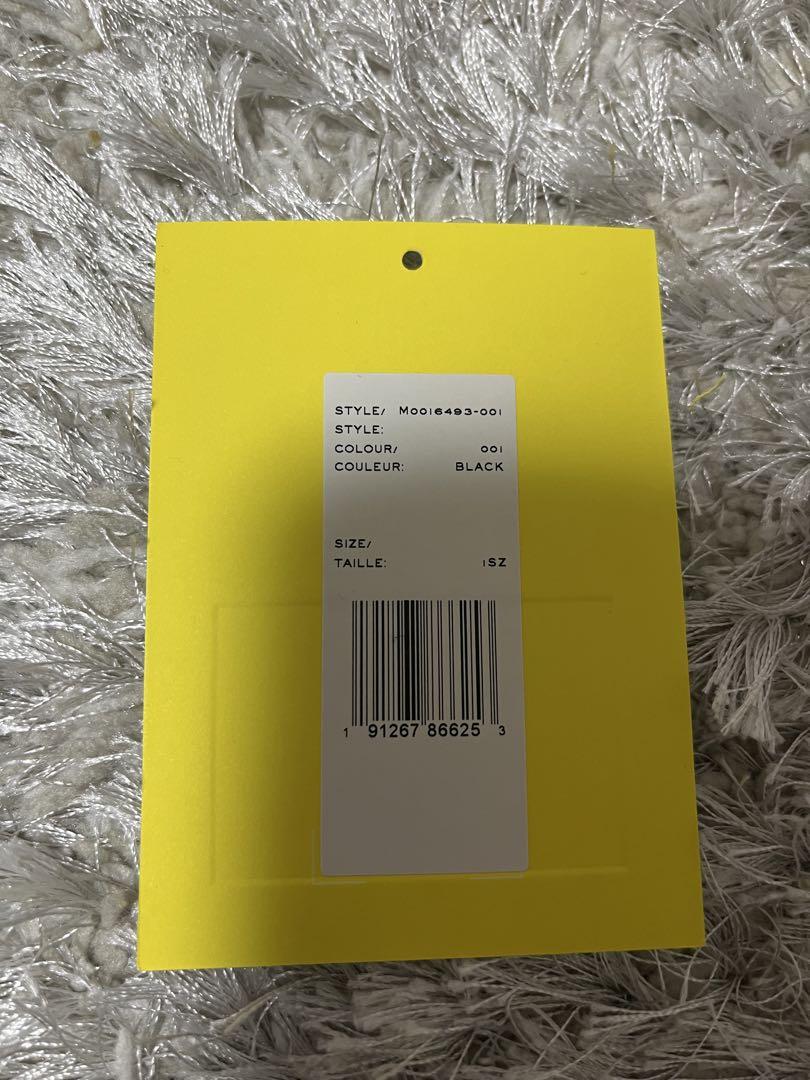 STYLE/ M0016493-001
STYLE:
COLOUR/ 001
COULEUR: BLACK
SIZE/
TAILLE: 1SZ
1 91267 86625 3